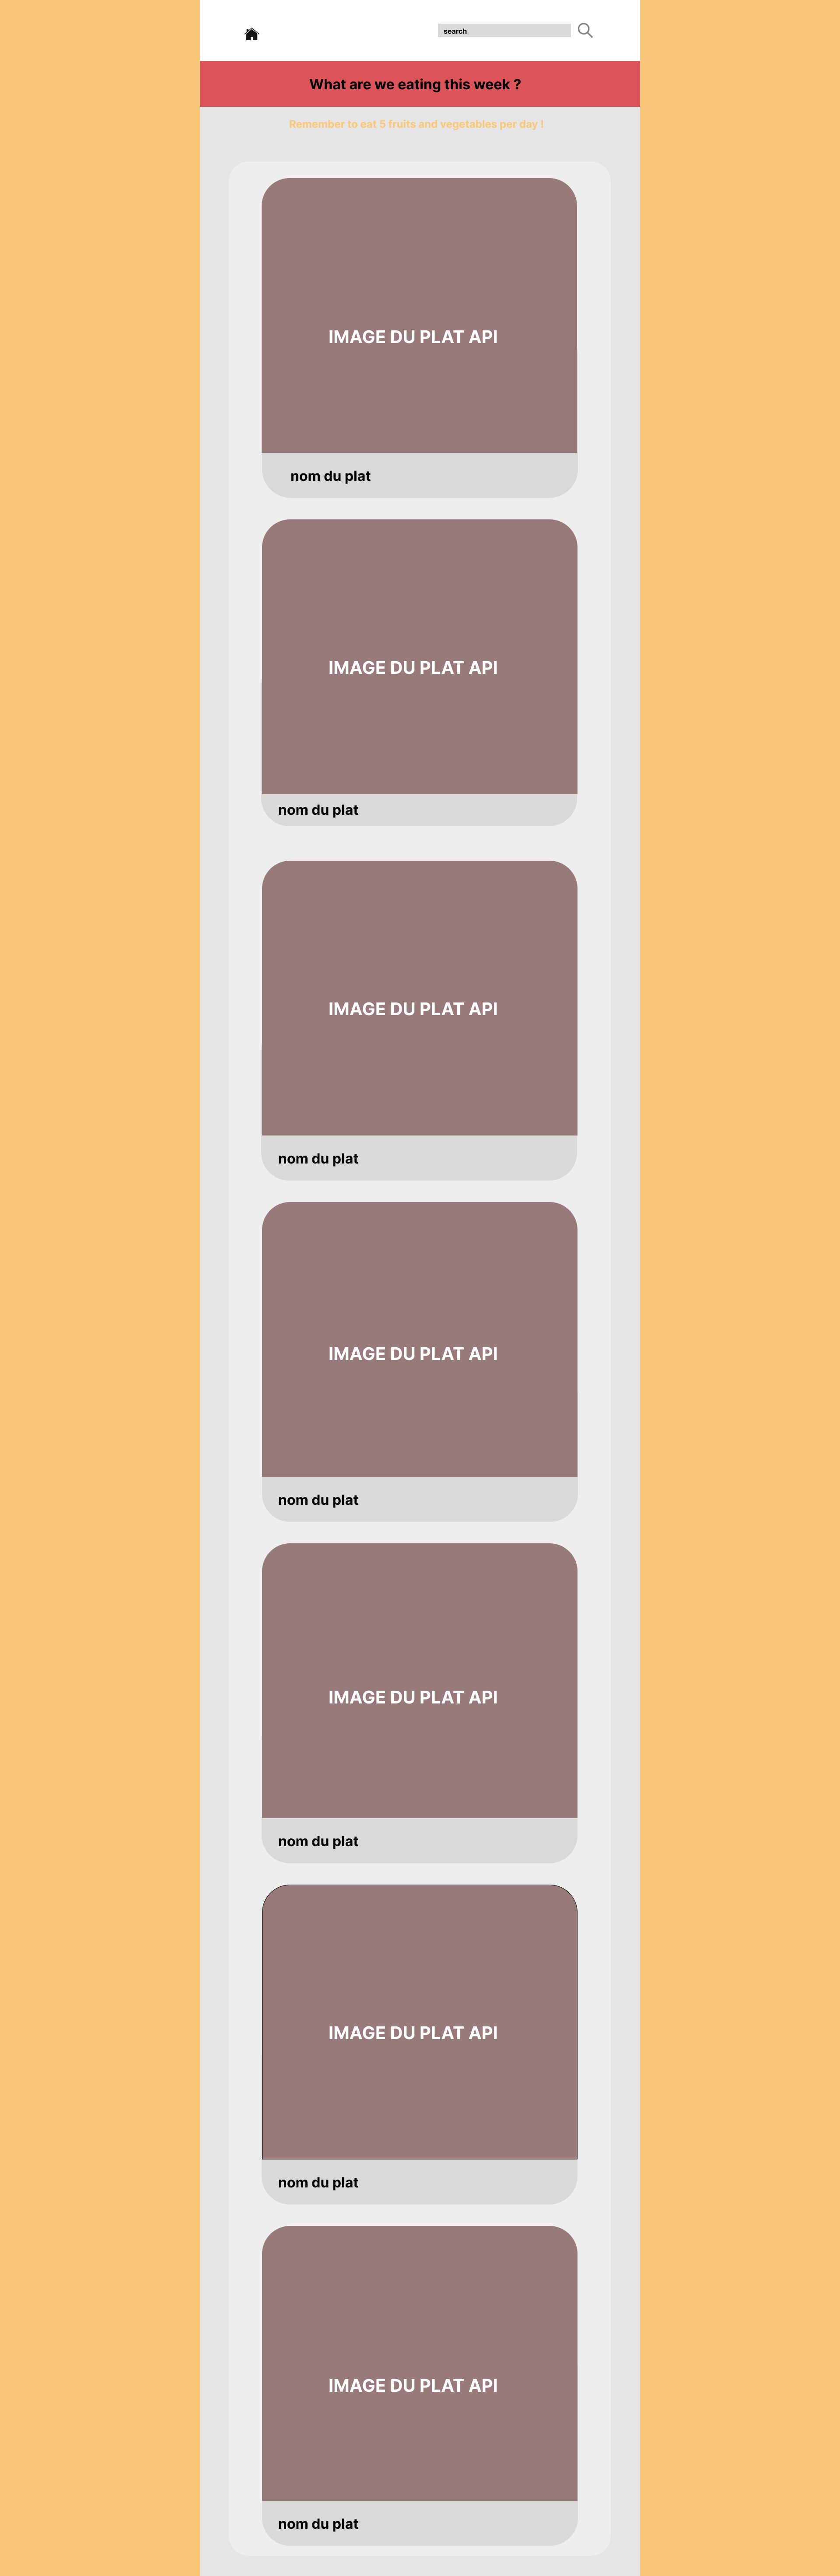 search
What are we eating this week ?
Remember to eat 5 fruits and vegetables per day !
IMAGE DU PLAT API
nom du plat
IMAGE DU PLAT API
nom du plat
IMAGE DU PLAT API
nom du plat
IMAGE DU PLAT API
nom du plat
IMAGE DU PLAT API
nom du plat
IMAGE DU PLAT API
nom du plat
IMAGE DU PLAT API
nom du plat